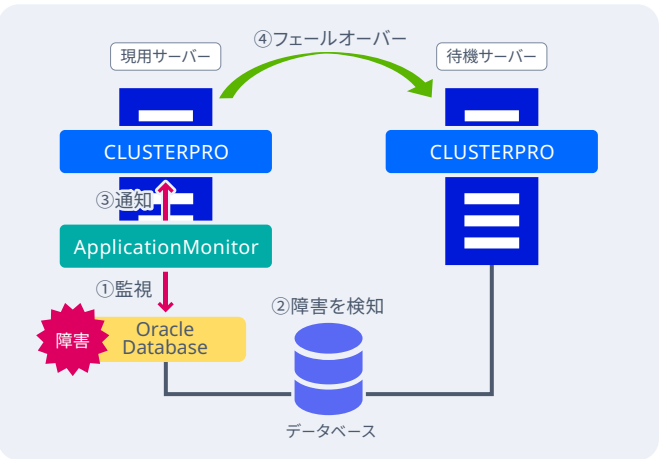 ④フェールオーバー
現用サーバー
待機サーバー
CLUSTERPRO
CLUSTERPRO
③通知
ApplicationMonitor
①監視
②障害を検知
障害
Oracle
Database
データベース